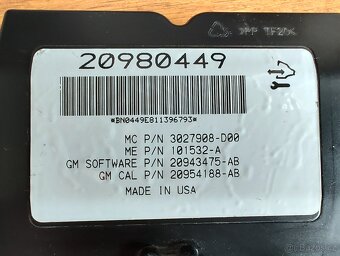 PP TF20%
20980449
*BN0449E811396793*
MC P/N 3027908-D00
ME P/N 101532-A
GM SOFTWARE P/N 20943475-AB
GM CAL P/N 20954188-AB
MADE IN USA